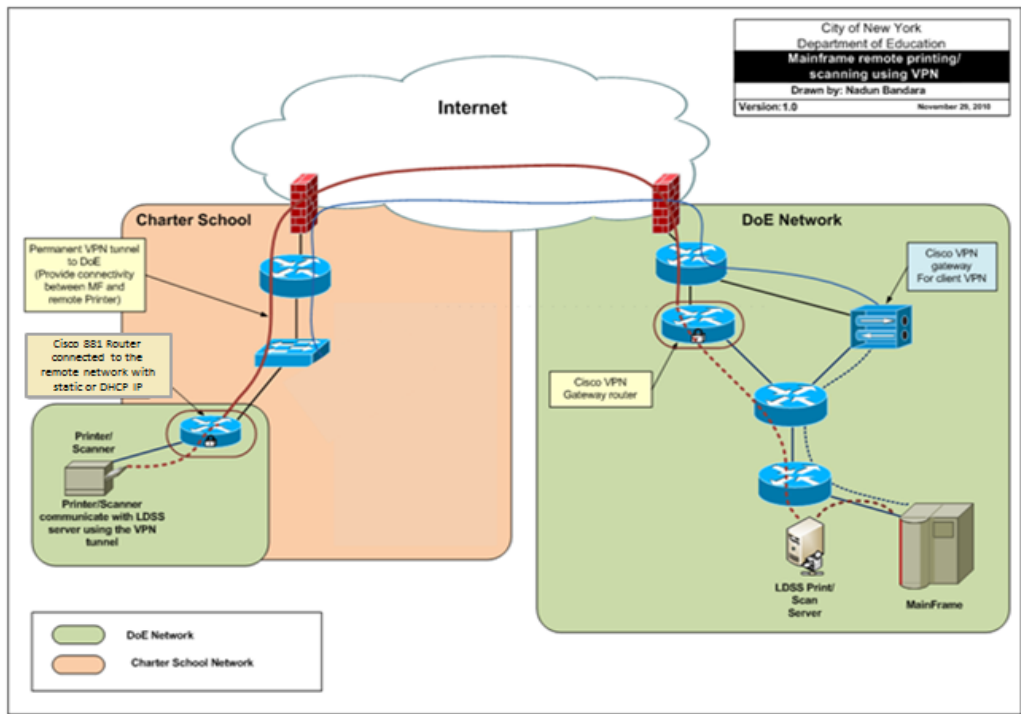 City of New York
Department of Education
Mainframe remote printing/
scanning using VPN
Drawn by: Nadun Bandara
Version:1.0
November 29, 2010
Internet
Charter School
DoE Network
Permanent VPN tunnel
to DoE
(Provide connectivity
between MF and
remote Printer)
Cisco VPN
gateway
For client VPN
Cisco 881 Router
connected to the
remote network with
static or DHCP IP
Cisco VPN
Gateway router
Printer/
Scanner
Printer/Scanner
communicate with LDSS
server using the VPN
tunnel
LDSS Print/
Scan
Server
MainFrame
DoE Network
Charter School Network